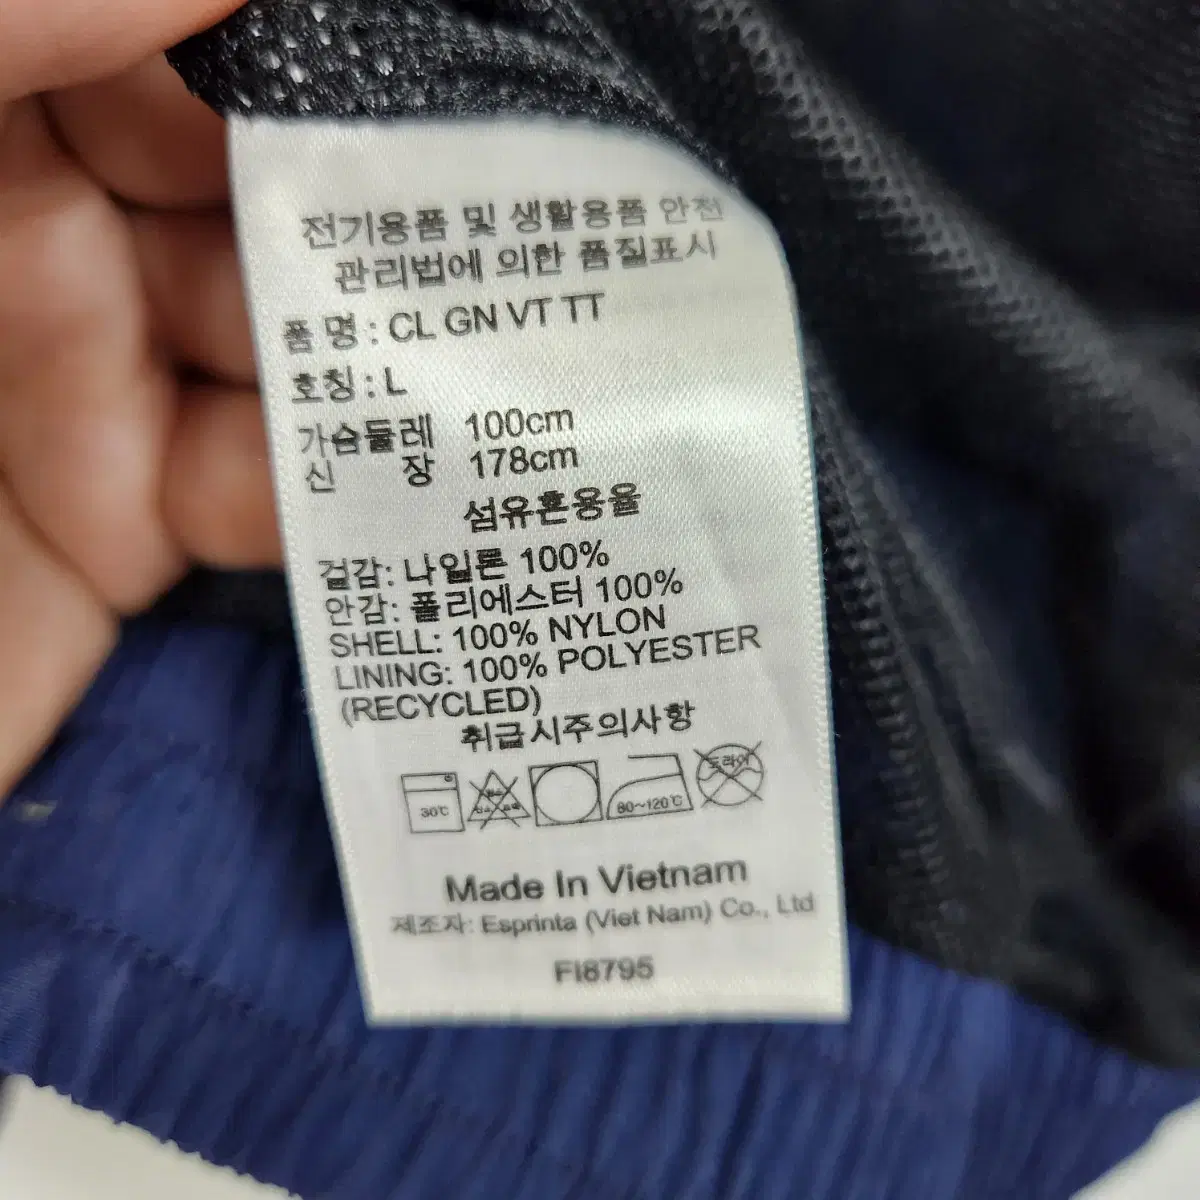 전기용품 및 생활용품 안전
관리법에 의한 품질표시
품 명 : CL GN VT TT
호칭 : L
가슴둘레 100cm
신 장 178cm
섬유혼용율
겉감: 나일론 100%
안감: 폴리에스터 100%
SHELL: 100% NYLON
LINING: 100% POLYESTER
(RECYCLED)
취급시주의사항
30℃ 80~120℃ 드라이
Made In Vietnam
제조자: Esprinta (Viet Nam) Co., Ltd
FI8795